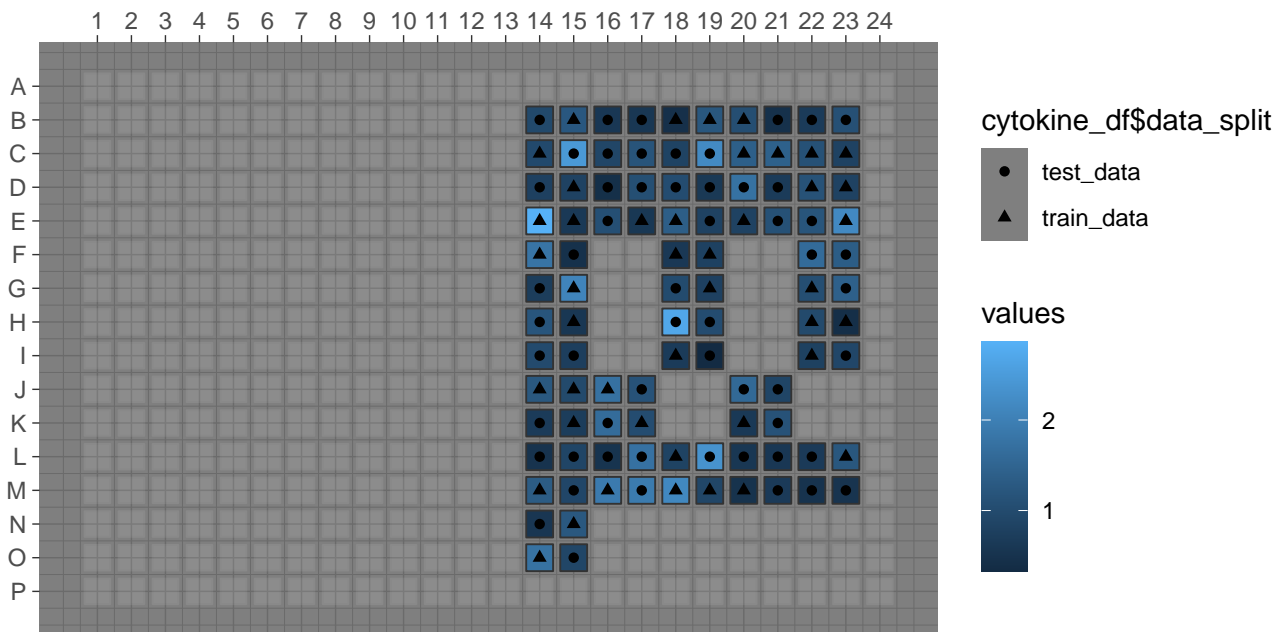 1 2 3 4 5 6 7 8 9 10 11 12 13 14 15 16 17 18 19 20 21 22 23 24
A
B
C
D
E
F
G
H
I
J
K
L
M
N
O
P
cytokine_df$data_split
test_data
train_data
values
2
1